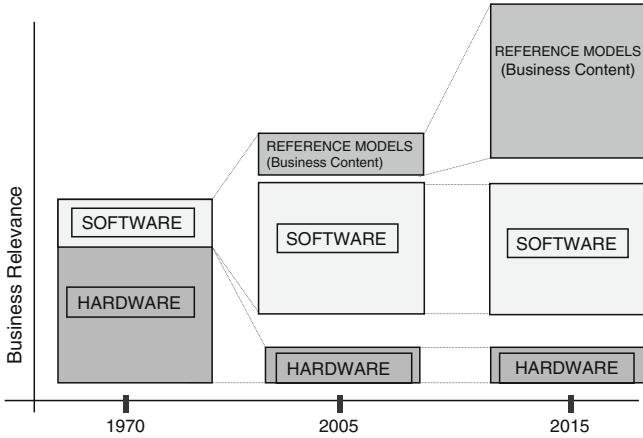 REFERENCE MODELS
(Business Content)
REFERENCE MODELS
(Business Content)
SOFTWARE
SOFTWARE
SOFTWARE
HARDWARE
HARDWARE
HARDWARE
Business Relevance
1970
2005
2015